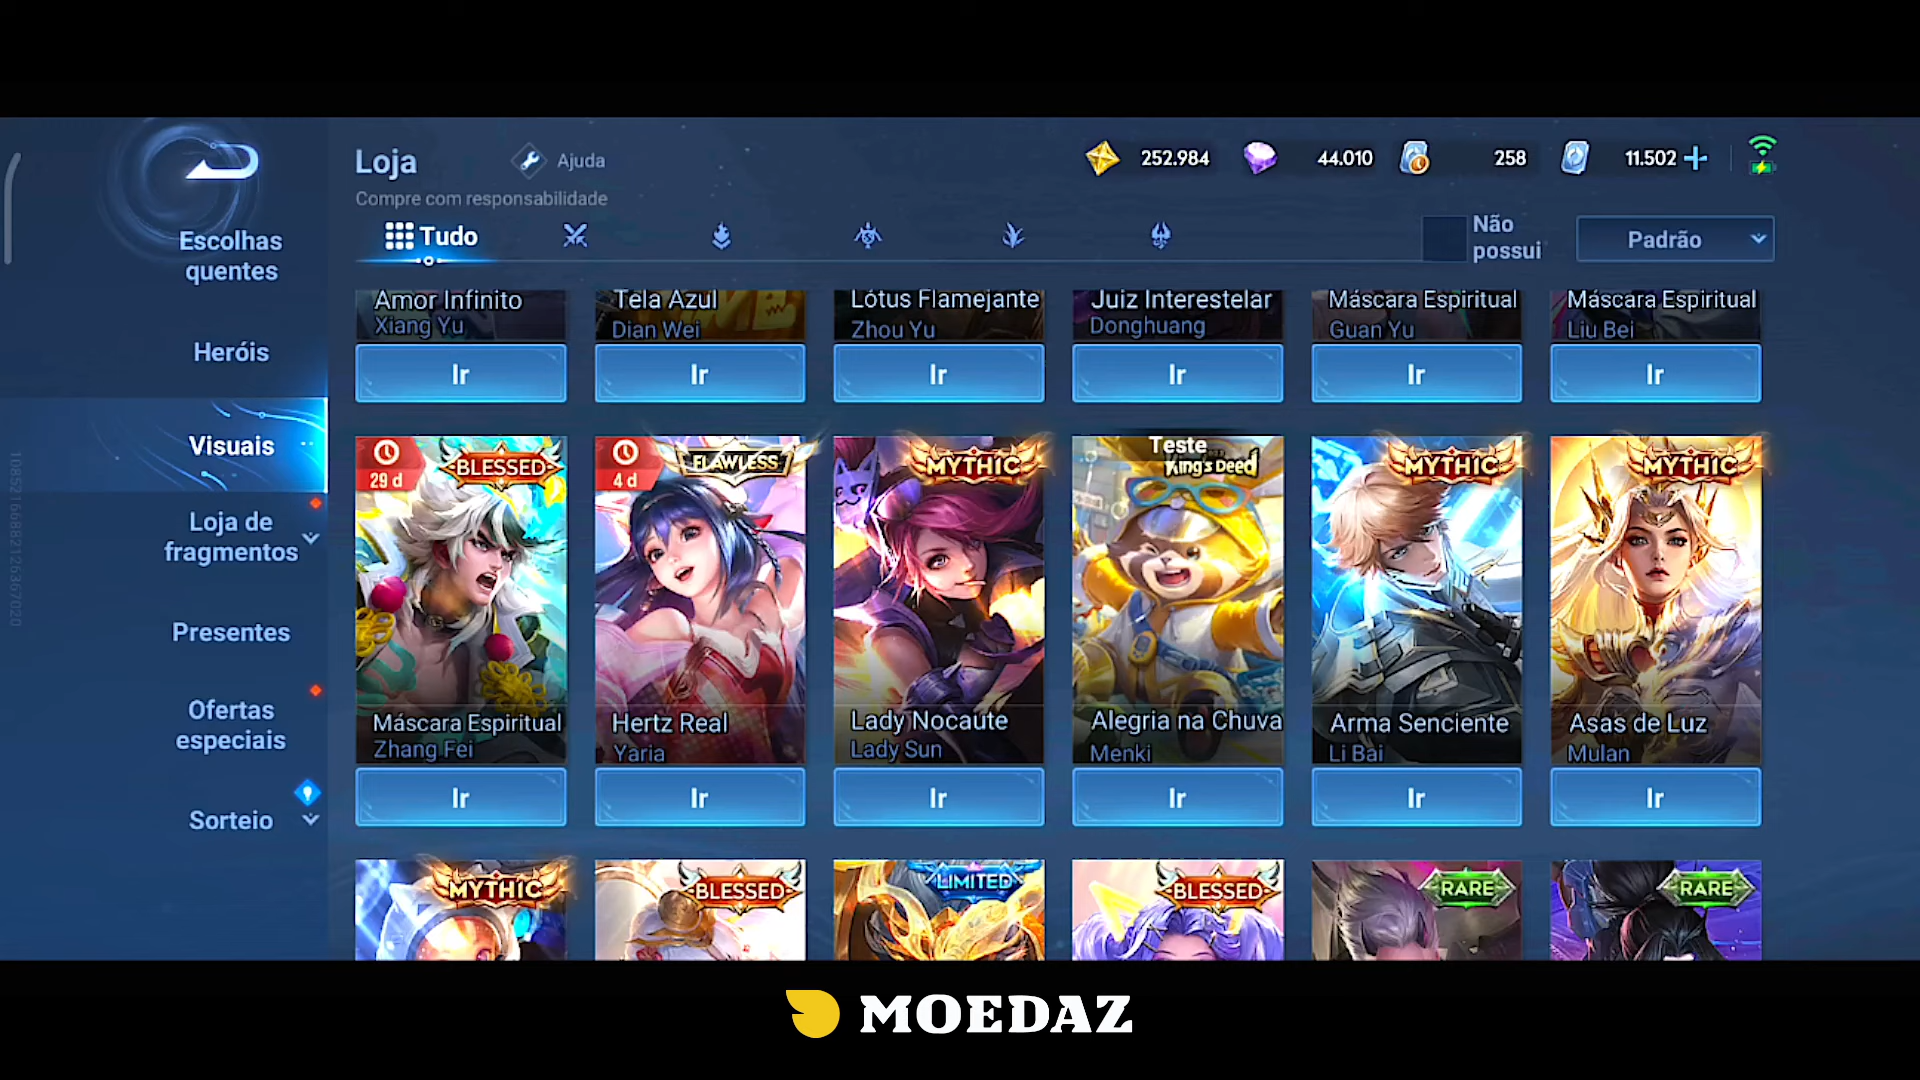 Loja
Ajuda
Compre com responsabilidade
252.984
44.010
258
11.502
Tudo
Não
possui
Padrão
Escolhas
quentes
Heróis
Visuais
Loja de
fragmentos
Presentes
Ofertas
especiais
Sorteio
Amor Infinito
Xiang Yu
Ir
Tela Azul
Dian Wei
Ir
Lótus Flamejante
Zhou Yu
Ir
Juiz Interestelar
Donghuang
Ir
Máscara Espiritual
Guan Yu
Ir
Máscara Espiritual
Liu Bei
Ir
29 d
BLESSED
Máscara Espiritual
Zhang Fei
Ir
4 d
FLAWLESS
Hertz Real
Yaria
Ir
MYTHIC
Lady Nocaute
Lady Sun
Ir
Teste
King's Deed
Alegria na Chuva
Menki
Ir
MYTHIC
Arma Senciente
Li Bai
Ir
MYTHIC
Asas de Luz
Mulan
Ir
MYTHIC
BLESSED
LIMITED
BLESSED
RARE
RARE
MOEDAZ